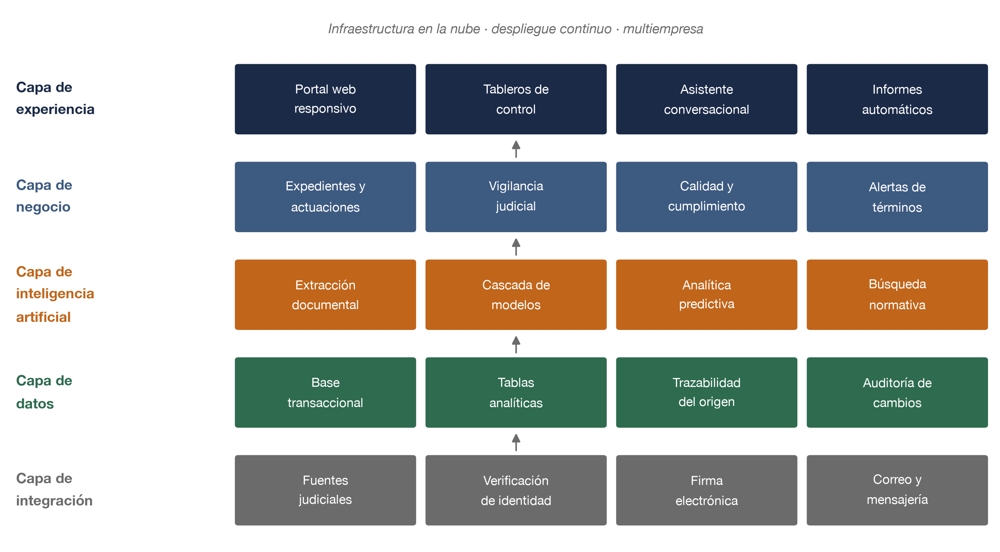 Infraestructura en la nube · despliegue continuo · multiempresa
Capa de
experiencia
Portal web
responsivo
Tableros de
control
Asistente
conversacional
Informes
automáticos
Capa de
negocio
Expedientes y
actuaciones
Vigilancia
judicial
Calidad y
cumplimiento
Alertas de
términos
Capa de
inteligencia
artificial
Extracción
documental
Cascada de
modelos
Analítica
predictiva
Búsqueda
normativa
Capa de
datos
Base
transaccional
Tablas
analíticas
Trazabilidad
del origen
Auditoría de
cambios
Capa de
integración
Fuentes
judiciales
Verificación
de identidad
Firma
electrónica
Correo y
mensajería